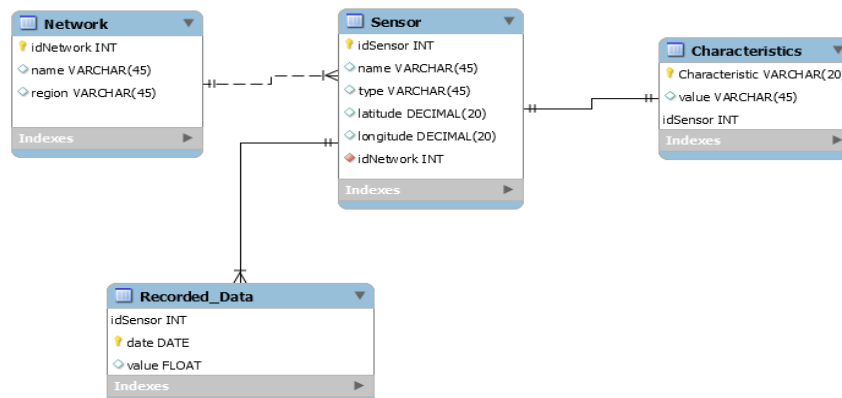 Network
idNetwork INT
name VARCHAR(45)
region VARCHAR(45)
Indexes
Sensor
idSensor INT
name VARCHAR(45)
type VARCHAR(45)
latitude DECIMAL(20)
longitude DECIMAL(20)
idNetwork INT
Indexes
Characteristics
Characteristic VARCHAR(20
value VARCHAR(45)
idSensor INT
Indexes
Recorded_Data
idSensor INT
date DATE
value FLOAT
Indexes